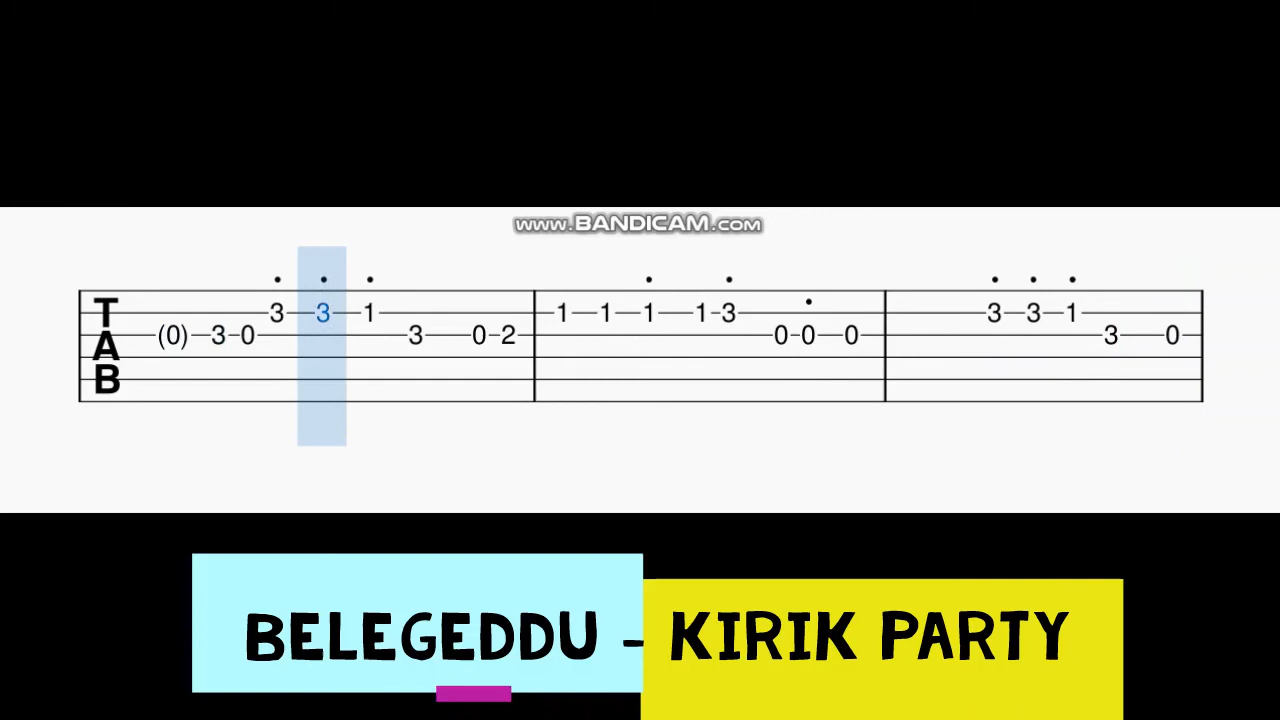 www.BANDICAM.com
T
A
B
3 3 1 1 1 1 1 3 3 3 1
(0) 3 0 3 0 2 0 0 0 3 0
BELEGEDDU - KIRIK PARTY